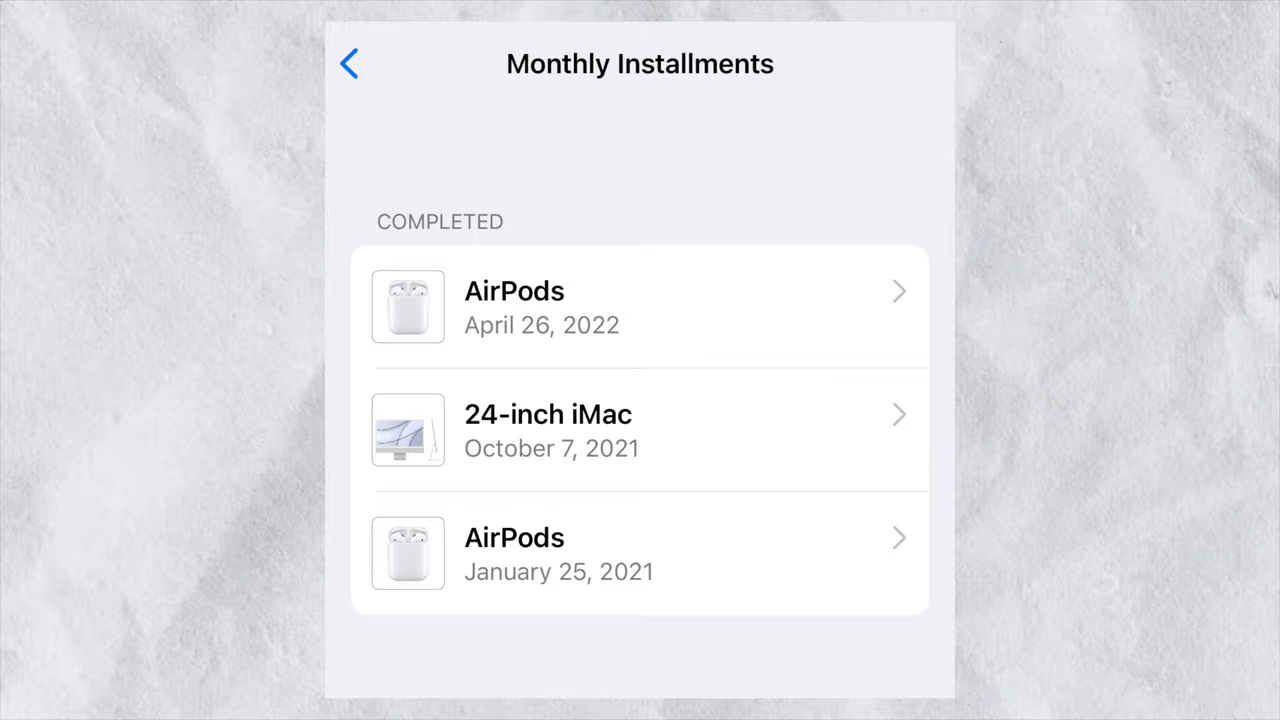 Monthly Installments
COMPLETED
AirPods
April 26, 2022
24-inch iMac
October 7, 2021
AirPods
January 25, 2021